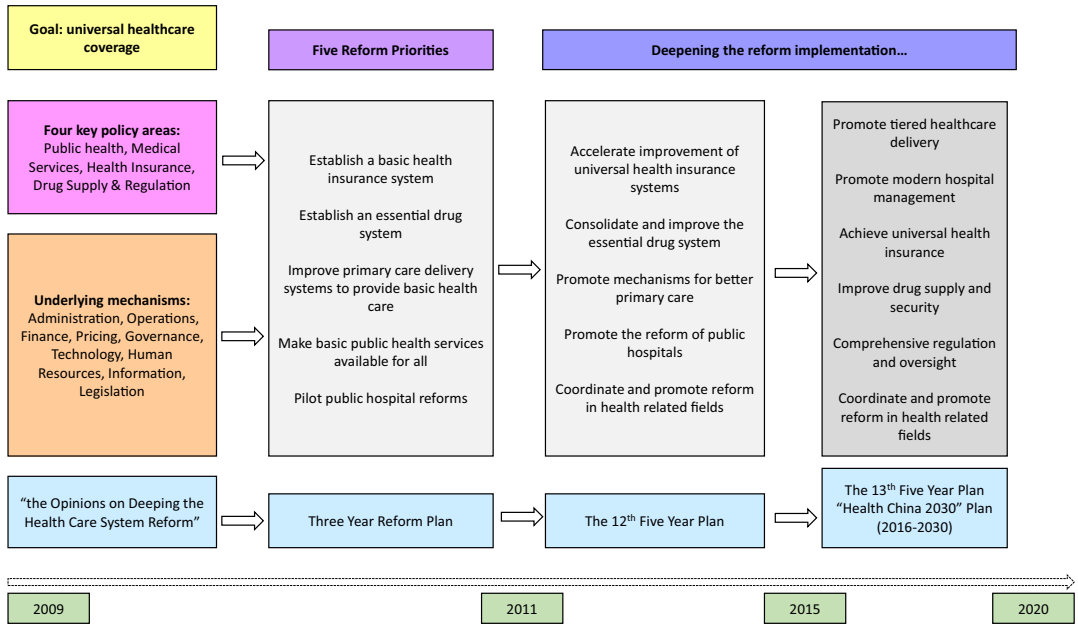 Goal: universal healthcare
coverage
Five Reform Priorities
Deepening the reform implementation…
Four key policy areas:
Public health, Medical
Services, Health Insurance,
Drug Supply & Regulation
Underlying mechanisms:
Administration, Operations,
Finance, Pricing, Governance,
Technology, Human
Resources, Information,
Legislation
Establish a basic health
insurance system
Establish an essential drug
system
Improve primary care delivery
systems to provide basic health
care
Make basic public health services
available for all
Pilot public hospital reforms
Accelerate improvement of
universal health insurance
systems
Consolidate and improve the
essential drug system
Promote mechanisms for better
primary care
Promote the reform of public
hospitals
Coordinate and promote reform
in health related fields
Promote tiered healthcare
delivery
Promote modern hospital
management
Achieve universal health
insurance
Improve drug supply and
security
Comprehensive regulation
and oversight
Coordinate and promote
reform in health related
fields
“the Opinions on Deeping the
Health Care System Reform”
Three Year Reform Plan
The 12th Five Year Plan
The 13th Five Year Plan
“Health China 2030” Plan
(2016-2030)
2009
2011
2015
2020